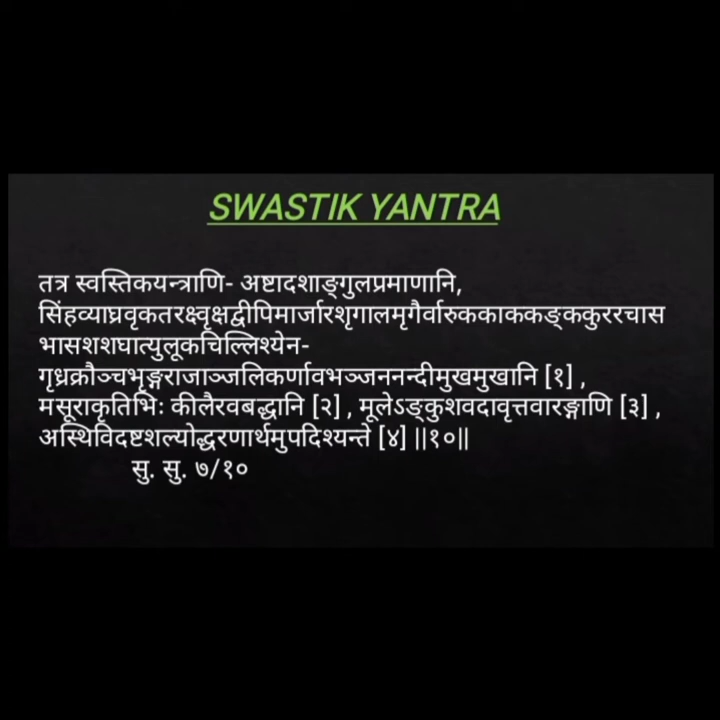 SWASTIK YANTRA
तत्र स्वस्तिकयन्त्राणि- अष्टादशाङ्गुलप्रमाणानि,
सिंहव्याघ्रवृकतरक्ष्वृक्षद्वीपिमार्जारशृगालमृगैर्वारुककाककङ्ककुररचास
भासशशघात्युलूकचिल्लिश्येन-
गृध्रक्रौञ्चभृङ्गराजाञ्जलिकर्णावभञ्जननन्दीमुखमुखानि [१] ,
मसूराकृतिभिः कीलैरवबद्धानि [२] , मूलेऽङ्कुशवदावृत्तवारङ्गाणि [३] ,
अस्थिविदष्टशल्योद्धरणार्थमुपदिश्यन्ते [४] ||१०||
सु. सु. ७/१०